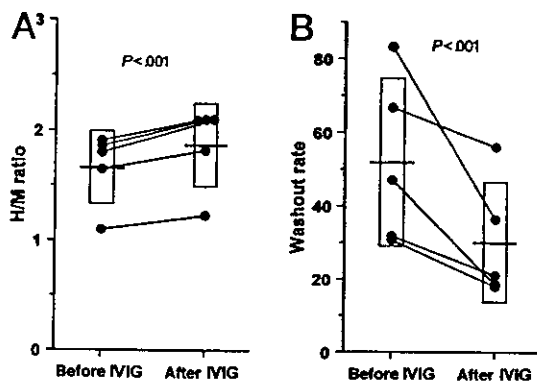 A
3
P<.001
2
H/M ratio
1
0
Before IVIG After IVIG
B
80
P<.001
60
Washout rate
40
20
0
Before IVIG After IVIG